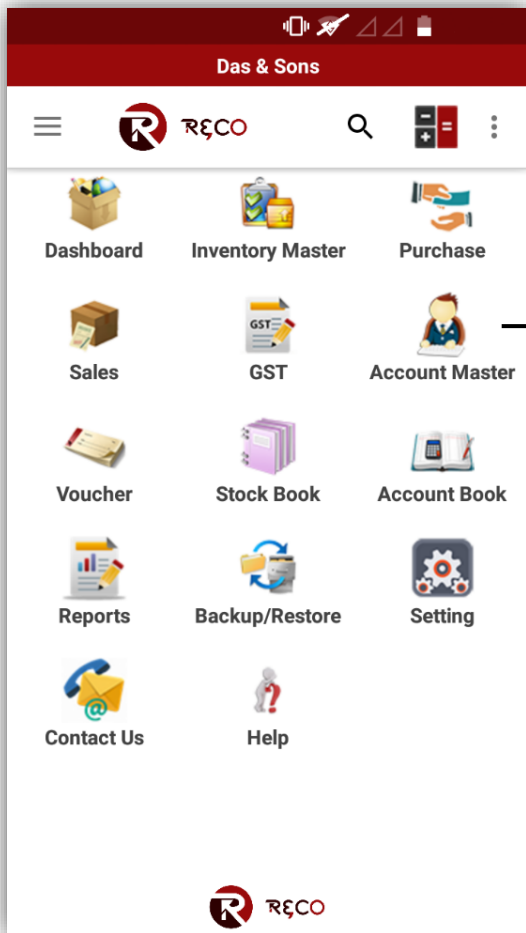 Das & Sons
R RECO
Dashboard Inventory Master Purchase
GST
Sales GST Account Master
Voucher Stock Book Account Book
Reports Backup/Restore Setting
@
Contact Us Help
R RECO